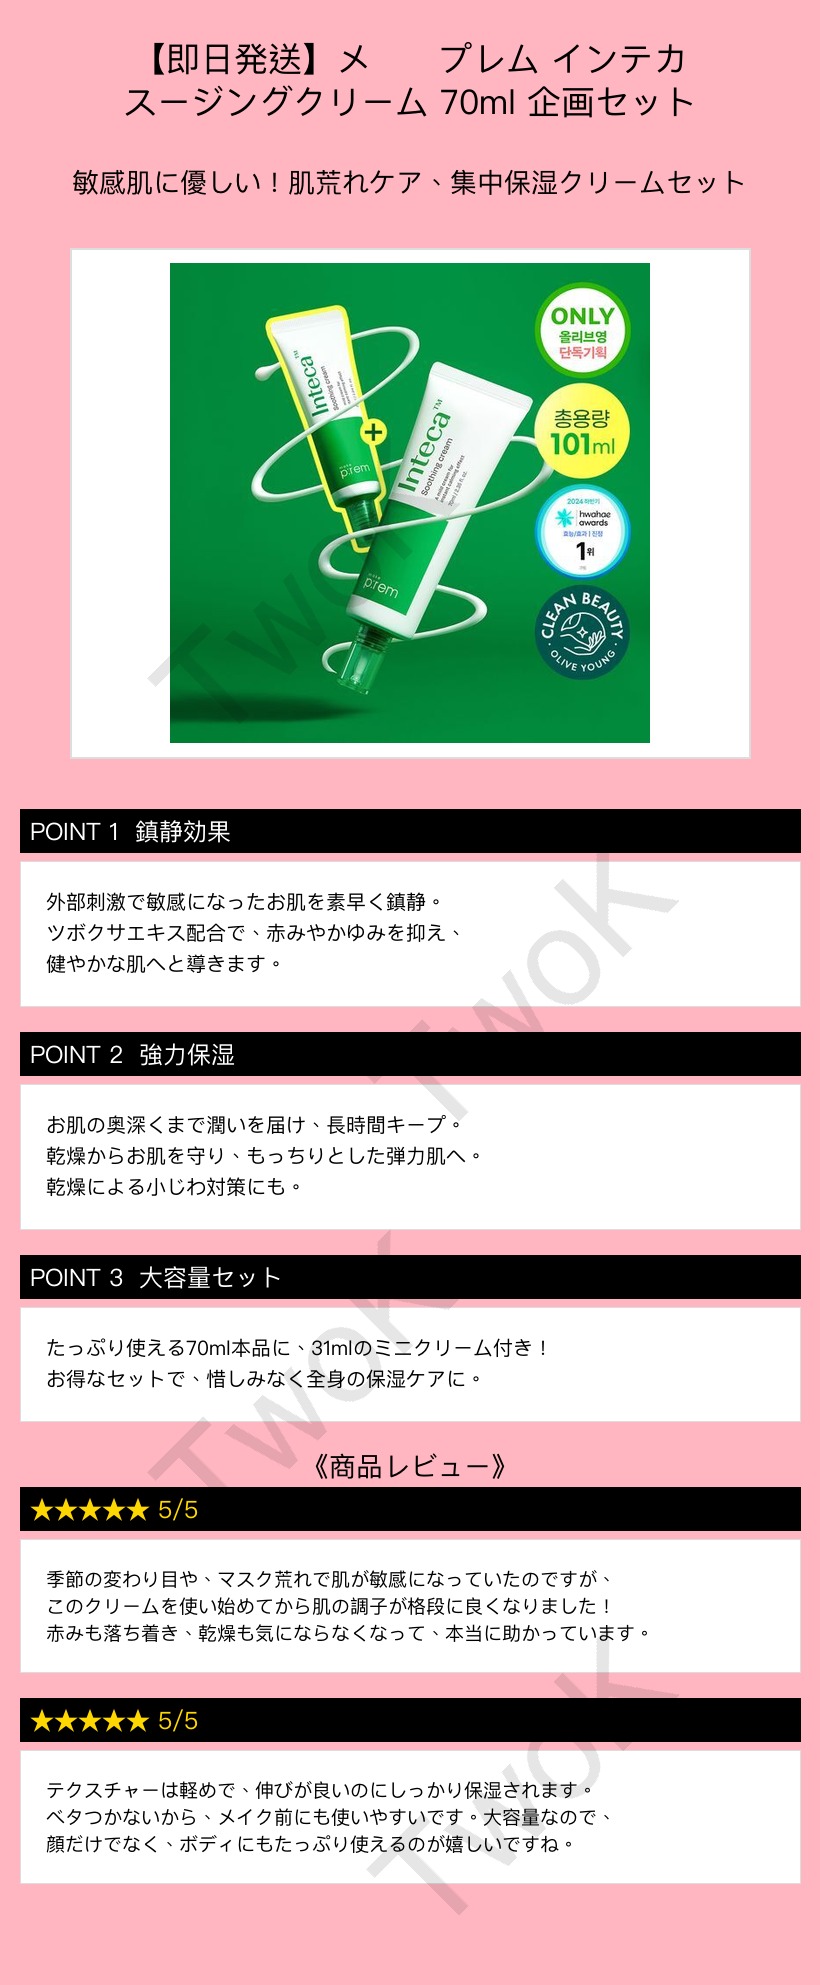 【即日発送】メ　　プレム インテカ
スージングクリーム 70ml 企画セット
敏感肌に優しい！肌荒れケア、集中保湿クリームセット
ONLY
올리브영
단독기획
Inteca™
Soothing cream
make
p:rem
+
총용량
101ml
Inteca™
Soothing cream
A mild cream for
instant calming effect
70ml / 2.36 fl. oz.
make
p:rem
2024 하반기
hwahae
awards
효능/효과 | 진정
1위
CLEAN BEAUTY
OLIVE YOUNG
TwoK
POINT 1 鎮静効果
外部刺激で敏感になったお肌を素早く鎮静。
ツボクサエキス配合で、赤みやかゆみを抑え、
健やかな肌へと導きます。
TwoK
POINT 2 強力保湿
お肌の奥深くまで潤いを届け、長時間キープ。
乾燥からお肌を守り、もっちりとした弾力肌へ。
乾燥による小じわ対策にも。
POINT 3 大容量セット
たっぷり使える70ml本品に、31mlのミニクリーム付き！
お得なセットで、惜しみなく全身の保湿ケアに。
TwoK
《商品レビュー》
★★★★★ 5/5
季節の変わり目や、マスク荒れで肌が敏感になっていたのですが、
このクリームを使い始めてから肌の調子が格段に良くなりました！
赤みも落ち着き、乾燥も気にならなくなって、本当に助かっています。
★★★★★ 5/5
テクスチャーは軽めで、伸びが良いのにしっかり保湿されます。
ベタつかないから、メイク前にも使いやすいです。大容量なので、
顔だけでなく、ボディにもたっぷり使えるのが嬉しいですね。
TwoK